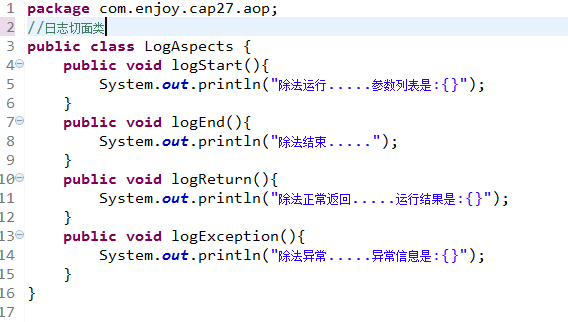 1 package com.enjoy.cap27.aop;
2 //日志切面类
3 public class LogAspects {
4 public void logStart(){
5 System.out.println("除法运行.....参数列表是:{}");
6 }
7 public void logEnd(){
8 System.out.println("除法结束.....");
9 }
10 public void logReturn(){
11 System.out.println("除法正常返回.....运行结果是:{}");
12 }
13 public void logException(){
14 System.out.println("除法异常.....异常信息是:{}");
15 }
16 }
17